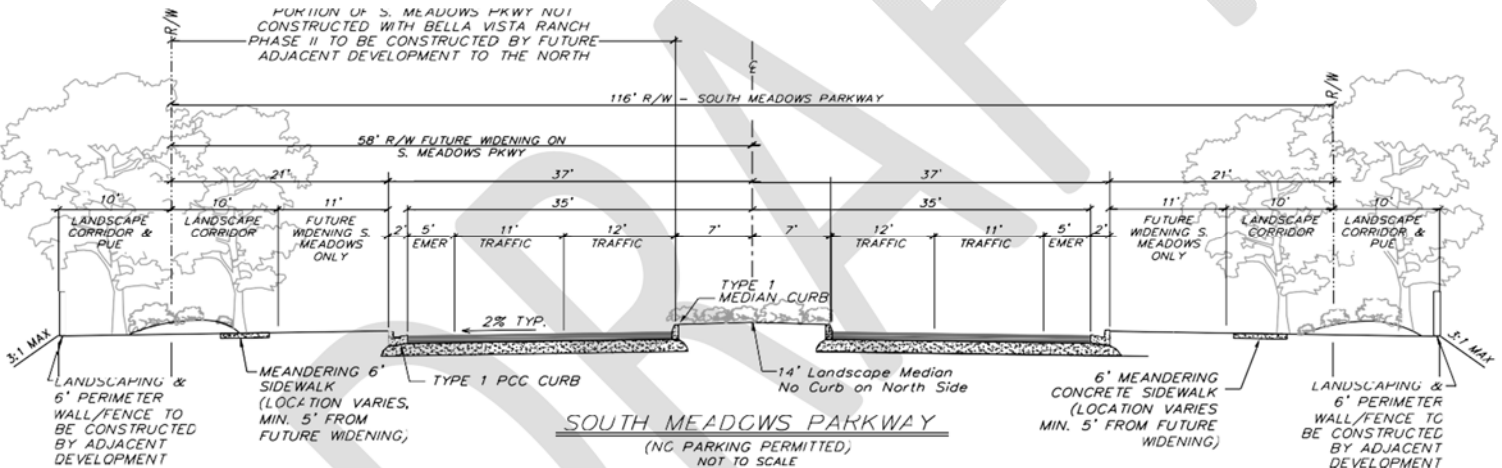 PORTION OF S. MEADOWS PKWY NOT
CONSTRUCTED WITH BELLA VISTA RANCH
PHASE II TO BE CONSTRUCTED BY FUTURE
ADJACENT DEVELOPMENT TO THE NORTH
R/W
R/W
℄
116' R/W - SOUTH MEADOWS PARKWAY
58' R/W FUTURE WIDENING ON
S. MEADOWS PKWY
21' 37' 37' 21'
10' 10' 11' 35' 35' 11' 10' 10'
LANDSCAPE
CORRIDOR &
PUE
LANDSCAPE
CORRIDOR
FUTURE
WIDENING S.
MEADOWS
ONLY
2' 5' 11' 12' 7' 7' 12' 11' 5' 2'
EMER TRAFFIC TRAFFIC TRAFFIC TRAFFIC EMER
FUTURE
WIDENING S.
MEADOWS
ONLY
LANDSCAPE
CORRIDOR
LANDSCAPE
CORRIDOR &
PUE
TYPE 1
MEDIAN CURB
2% TYP.
3:1 MAX
3:1 MAX
LANDSCAPING &
6' PERIMETER
WALL/FENCE TO
BE CONSTRUCTED
BY ADJACENT
DEVELOPMENT
MEANDERING 6'
SIDEWALK
(LOCATION VARIES,
MIN. 5' FROM
FUTURE WIDENING)
TYPE 1 PCC CURB
14' Landscape Median
No Curb on North Side
6' MEANDERING
CONCRETE SIDEWALK
(LOCATION VARIES
MIN. 5' FROM FUTURE
WIDENING)
LANDSCAPING &
6' PERIMETER
WALL/FENCE TO
BE CONSTRUCTED
BY ADJACENT
DEVELOPMENT
SOUTH MEADOWS PARKWAY
(NO PARKING PERMITTED)
NOT TO SCALE
DRAFT